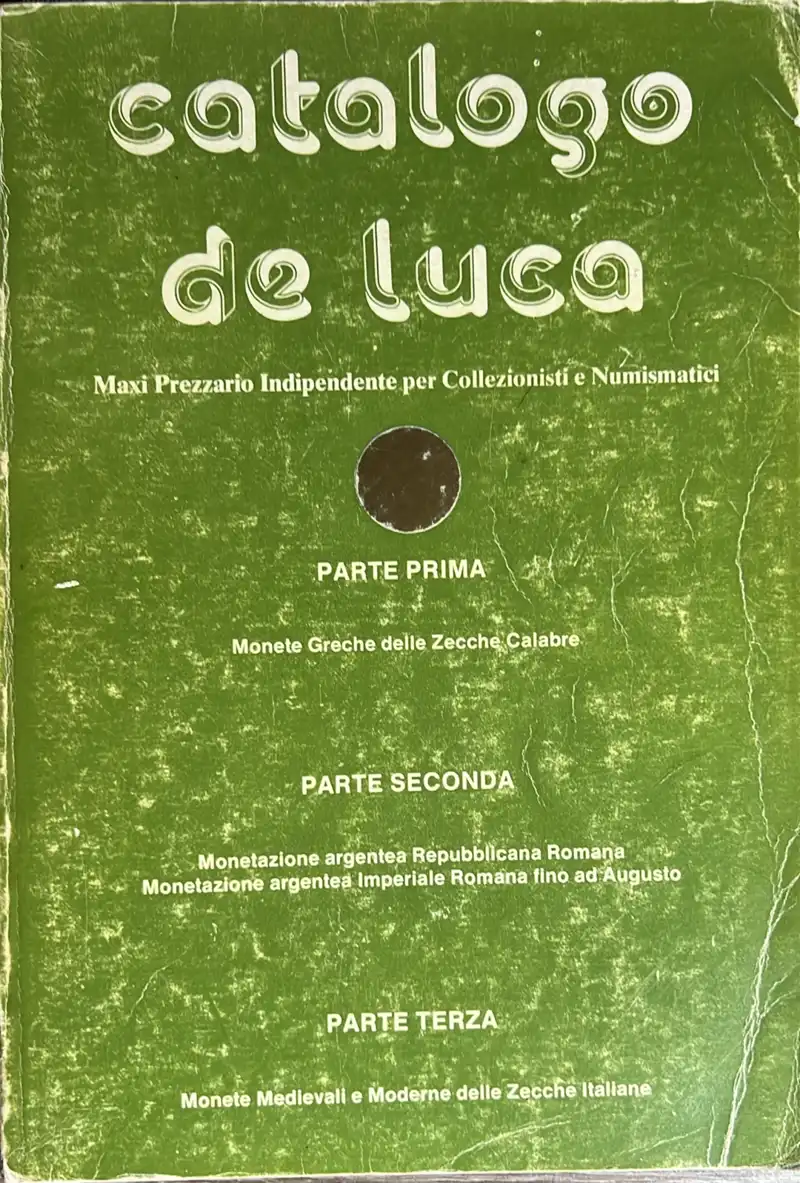 catalogo
de luca
Maxi Prezzario Indipendente per Collezionisti e Numismatici
PARTE PRIMA
Monete Greche delle Zecche Calabre
PARTE SECONDA
Monetazione argentea Repubblicana Romana
Monetazione argentea Imperiale Romana fino ad Augusto
PARTE TERZA
Monete Medievali e Moderne delle Zecche Italiane